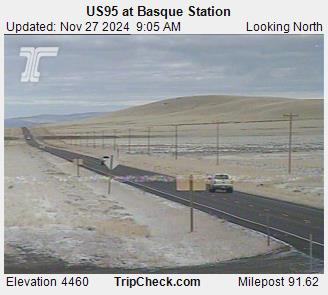 US95 at Basque Station
Updated: Nov 27 2024 9:05 AM Looking North
Elevation 4460 TripCheck.com Milepost 91.62